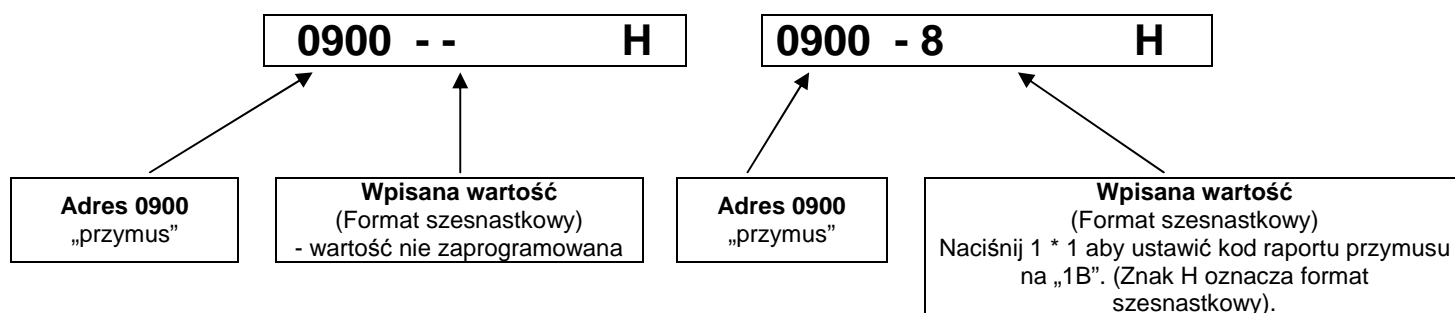 0900 - - H
0900 - 8 H
Adres 0900
„przymus”
Wpisana wartość
(Format szesnastkowy)
- wartość nie zaprogramowana
Adres 0900
„przymus”
Wpisana wartość
(Format szesnastkowy)
Naciśnij 1 * 1 aby ustawić kod raportu przymusu
na „1B”. (Znak H oznacza format
szesnastkowy).